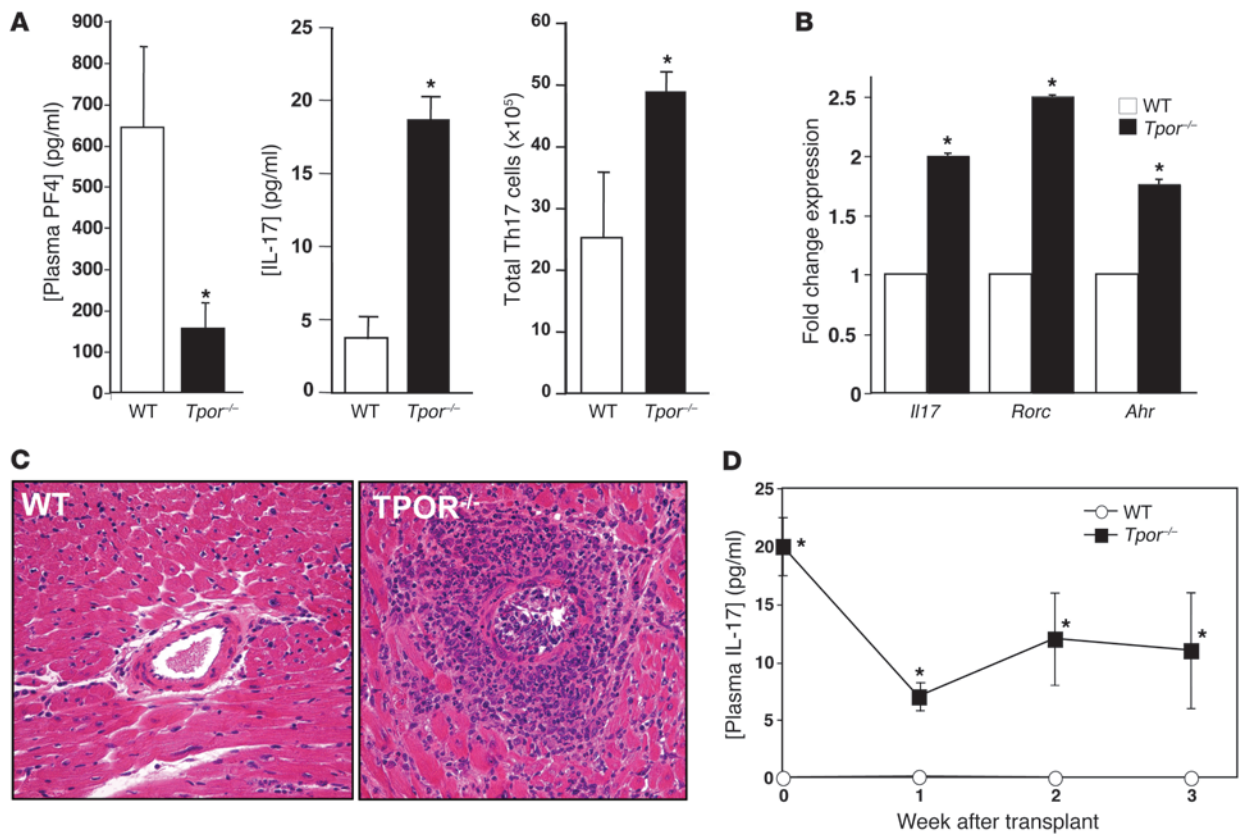 A
[Plasma PF4] (pg/ml)
900
800
700
600
500
400
300
200
100
0
WT
Tpor⁻/⁻
*
[IL-17] (pg/ml)
25
20
15
10
5
0
WT
Tpor⁻/⁻
*
Total Th17 cells (×10⁵)
60
50
40
30
20
10
0
WT
Tpor⁻/⁻
*
B
Fold change expression
2.5
2
1.5
1
0.5
0
*
*
*
WT
Tpor⁻/⁻
Il17
Rorc
Ahr
C
WT
TPOR⁻/⁻
D
[Plasma IL-17] (pg/ml)
25
20
15
10
5
0
*
*
*
*
WT
Tpor⁻/⁻
0
1
2
3
Week after transplant